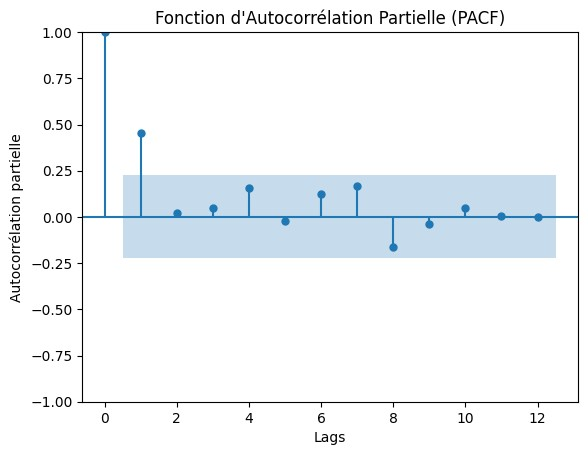 Fonction d'Autocorrélation Partielle (PACF)
Autocorrélation partielle
1.00
0.75
0.50
0.25
0.00
−0.25
−0.50
−0.75
−1.00
0 2 4 6 8 10 12
Lags